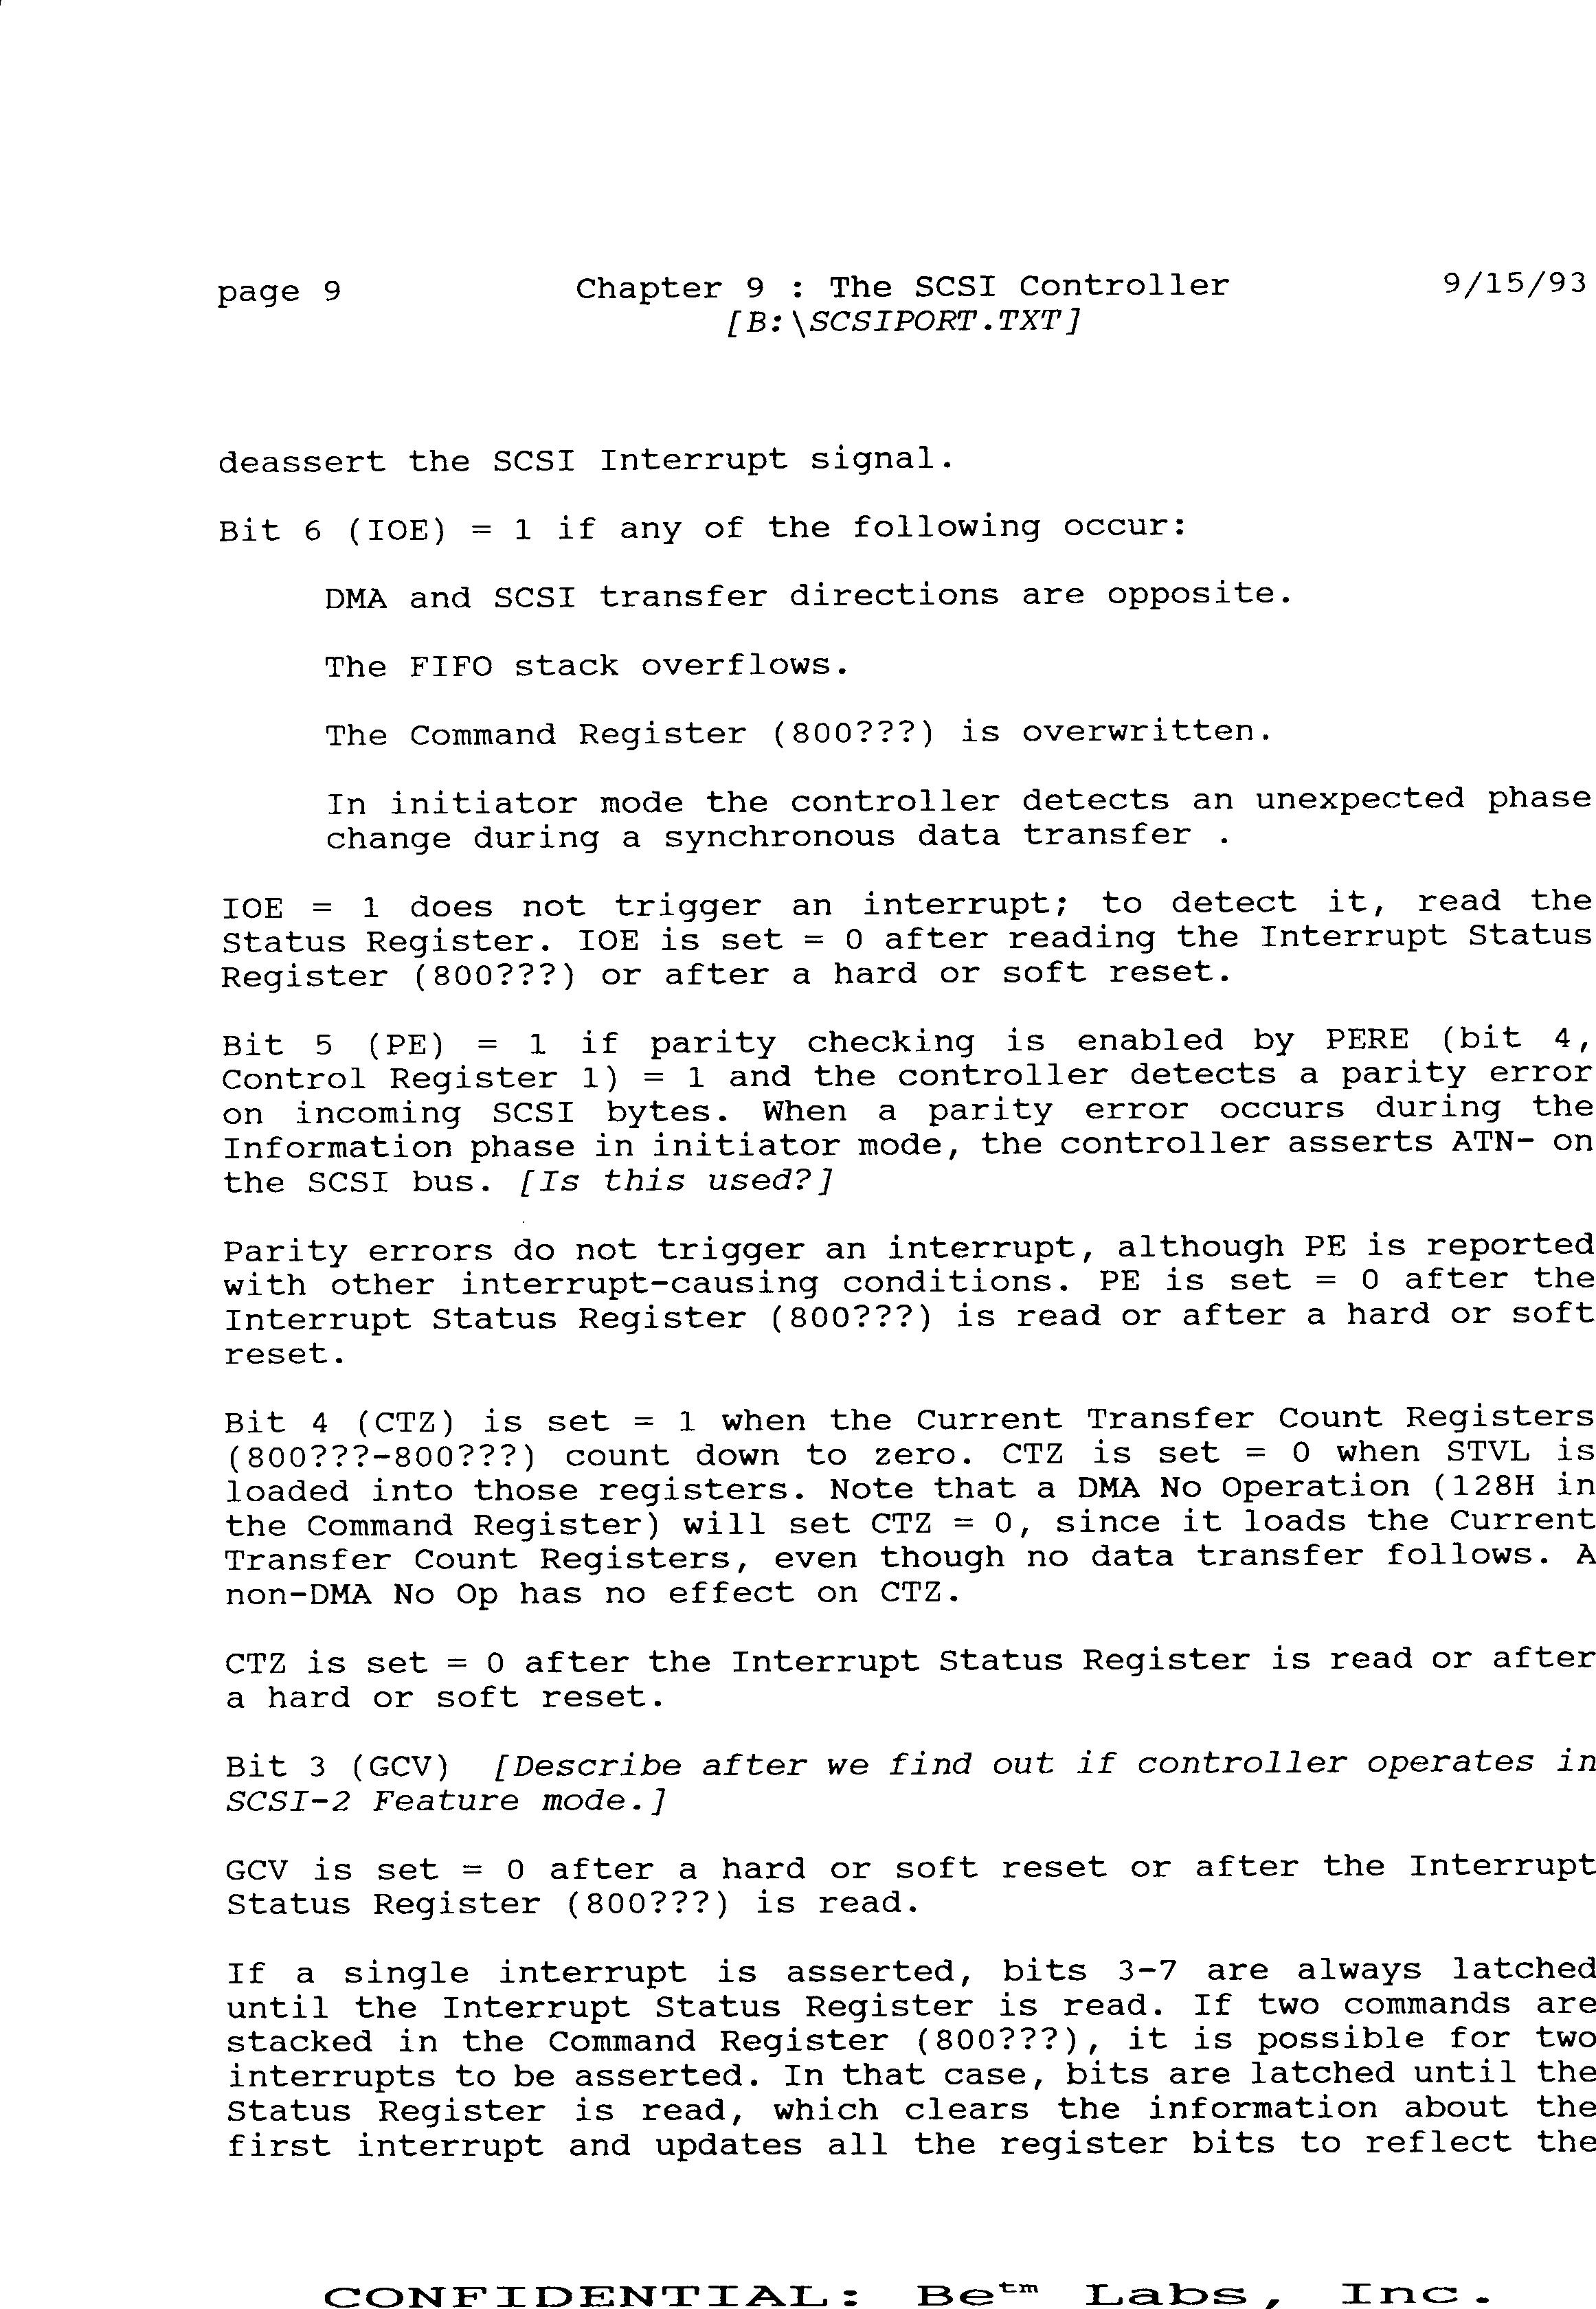 page 9 Chapter 9 : The SCSI Controller 9/15/93
[B:\SCSIPORT.TXT]
deassert the SCSI Interrupt signal.
Bit 6 (IOE) = 1 if any of the following occur:
DMA and SCSI transfer directions are opposite.
The FIFO stack overflows.
The Command Register (800???) is overwritten.
In initiator mode the controller detects an unexpected phase
change during a synchronous data transfer .
IOE = 1 does not trigger an interrupt; to detect it, read the
Status Register. IOE is set = 0 after reading the Interrupt Status
Register (800???) or after a hard or soft reset.
Bit 5 (PE) = 1 if parity checking is enabled by PERE (bit 4,
Control Register 1) = 1 and the controller detects a parity error
on incoming SCSI bytes. When a parity error occurs during the
Information phase in initiator mode, the controller asserts ATN- on
the SCSI bus. [Is this used?]
Parity errors do not trigger an interrupt, although PE is reported
with other interrupt-causing conditions. PE is set = 0 after the
Interrupt Status Register (800???) is read or after a hard or soft
reset.
Bit 4 (CTZ) is set = 1 when the Current Transfer Count Registers
(800???-800???) count down to zero. CTZ is set = 0 when STVL is
loaded into those registers. Note that a DMA No Operation (128H in
the Command Register) will set CTZ = 0, since it loads the Current
Transfer Count Registers, even though no data transfer follows. A
non-DMA No Op has no effect on CTZ.
CTZ is set = 0 after the Interrupt Status Register is read or after
a hard or soft reset.
Bit 3 (GCV) [Describe after we find out if controller operates in
SCSI-2 Feature mode.]
GCV is set = 0 after a hard or soft reset or after the Interrupt
Status Register (800???) is read.
If a single interrupt is asserted, bits 3-7 are always latched
until the Interrupt Status Register is read. If two commands are
stacked in the Command Register (800???), it is possible for two
interrupts to be asserted. In that case, bits are latched until the
Status Register is read, which clears the information about the
first interrupt and updates all the register bits to reflect the
CONFIDENTIAL: Be™ Labs, Inc.